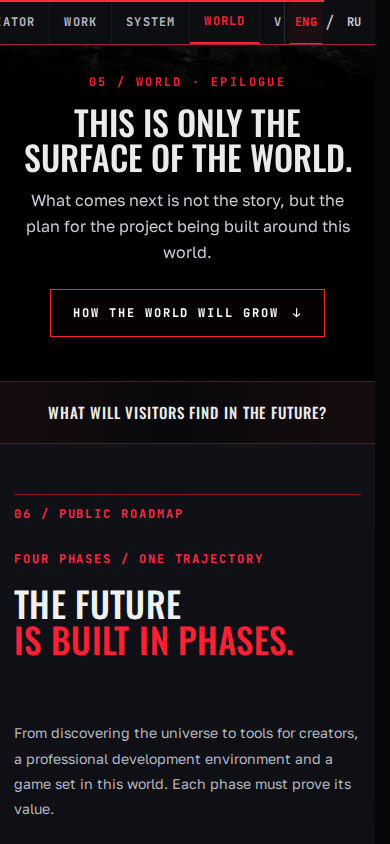 EATOR WORK SYSTEM WORLD V ENG / RU
05 / WORLD · EPILOGUE
THIS IS ONLY THE
SURFACE OF THE WORLD.
What comes next is not the story, but the
plan for the project being built around this
world.
HOW THE WORLD WILL GROW ↓
WHAT WILL VISITORS FIND IN THE FUTURE?
06 / PUBLIC ROADMAP
FOUR PHASES / ONE TRAJECTORY
THE FUTURE
IS BUILT IN PHASES.
From discovering the universe to tools for creators,
a professional development environment and a
game set in this world. Each phase must prove its
value.